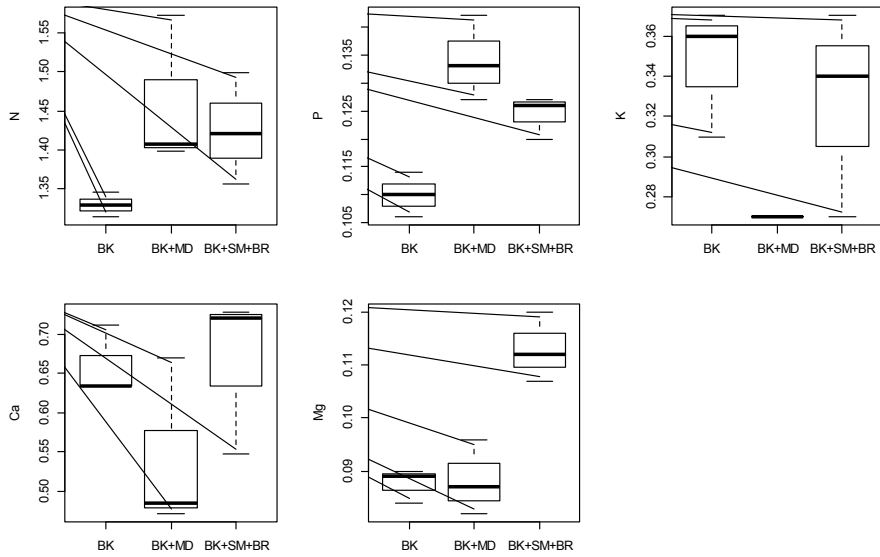 N
1.35 1.40 1.45 1.50 1.55
BK BK+MD BK+SM+BR
P
0.105 0.115 0.125 0.135
BK BK+MD BK+SM+BR
K
0.28 0.30 0.32 0.34 0.36
BK BK+MD BK+SM+BR
Ca
0.50 0.55 0.60 0.65 0.70
BK BK+MD BK+SM+BR
Mg
0.09 0.10 0.11 0.12
BK BK+MD BK+SM+BR